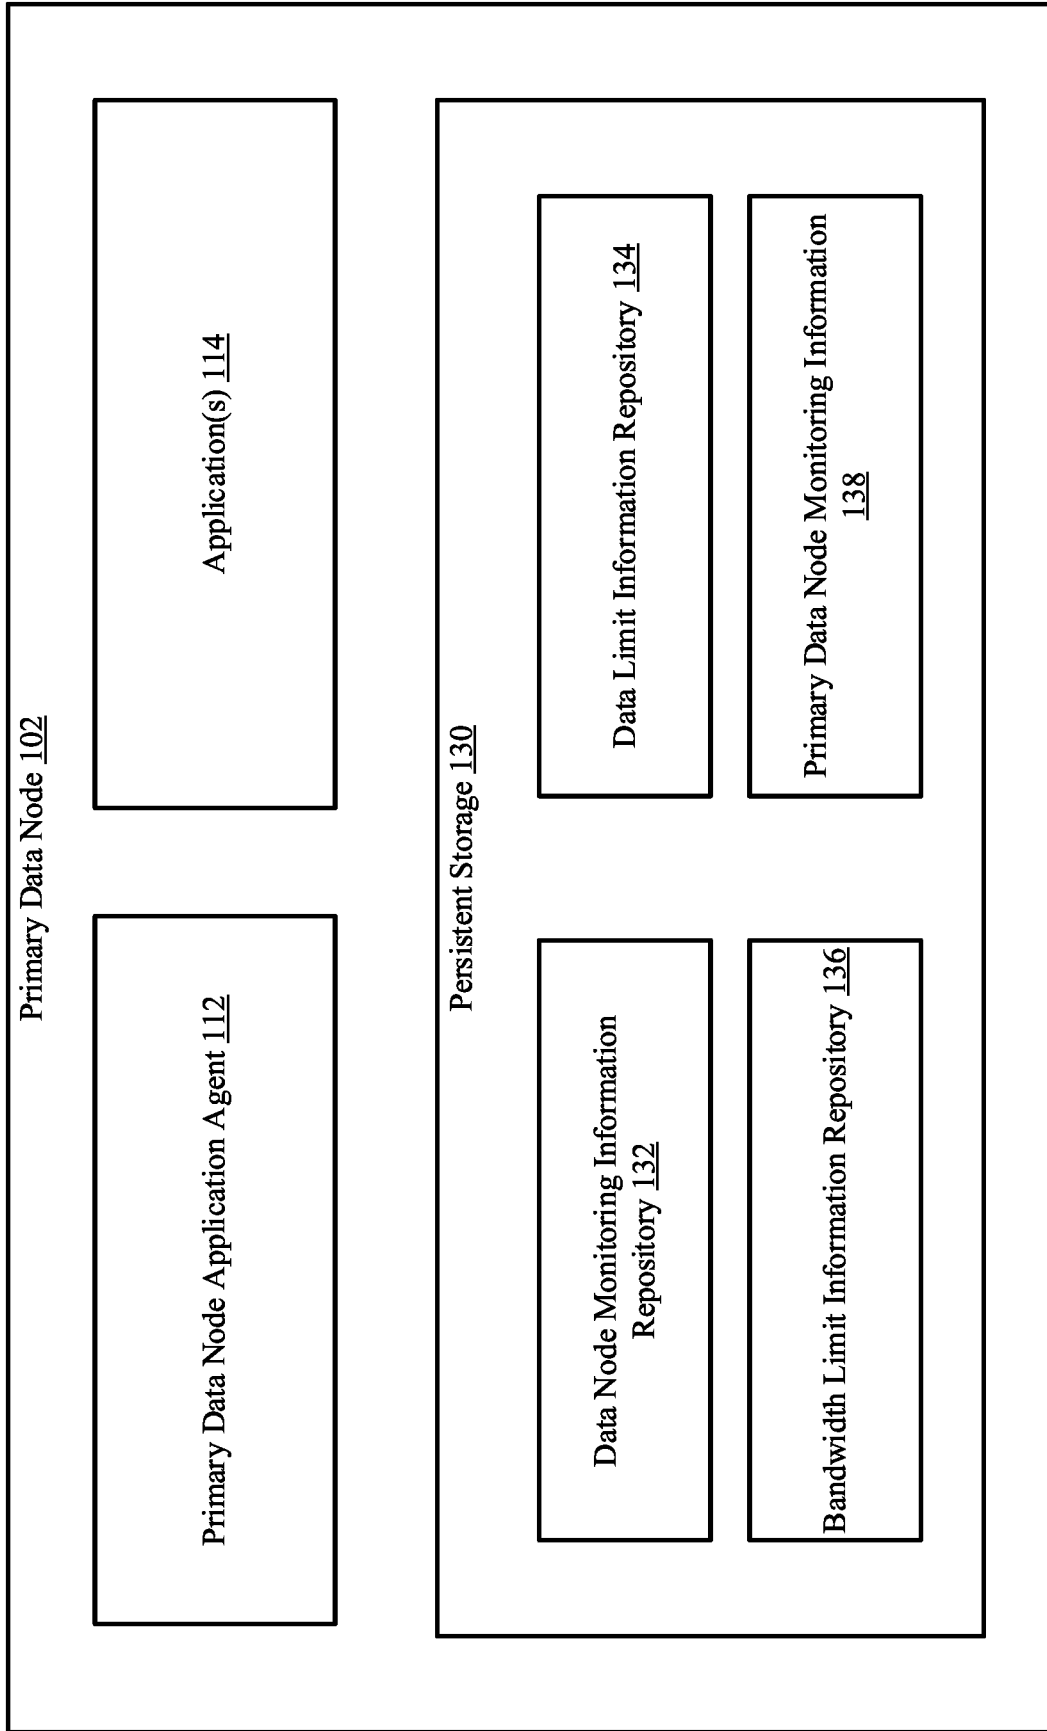 Primary Data Node 102
Primary Data Node Application Agent 112
Application(s) 114
Persistent Storage 130
Data Node Monitoring Information
Repository 132
Data Limit Information Repository 134
Bandwidth Limit Information Repository 136
Primary Data Node Monitoring Information
138